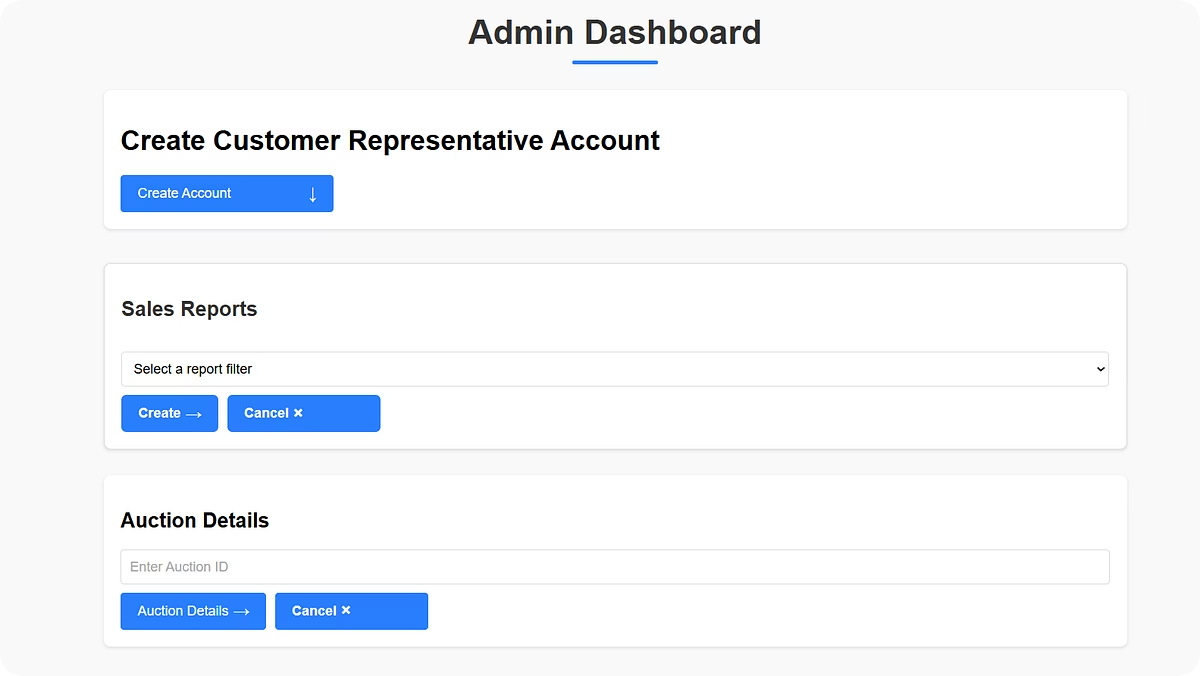 Admin Dashboard
Create Customer Representative Account
Create Account ↓
Sales Reports
Select a report filter
Create → Cancel ×
Auction Details
Enter Auction ID
Auction Details → Cancel ×